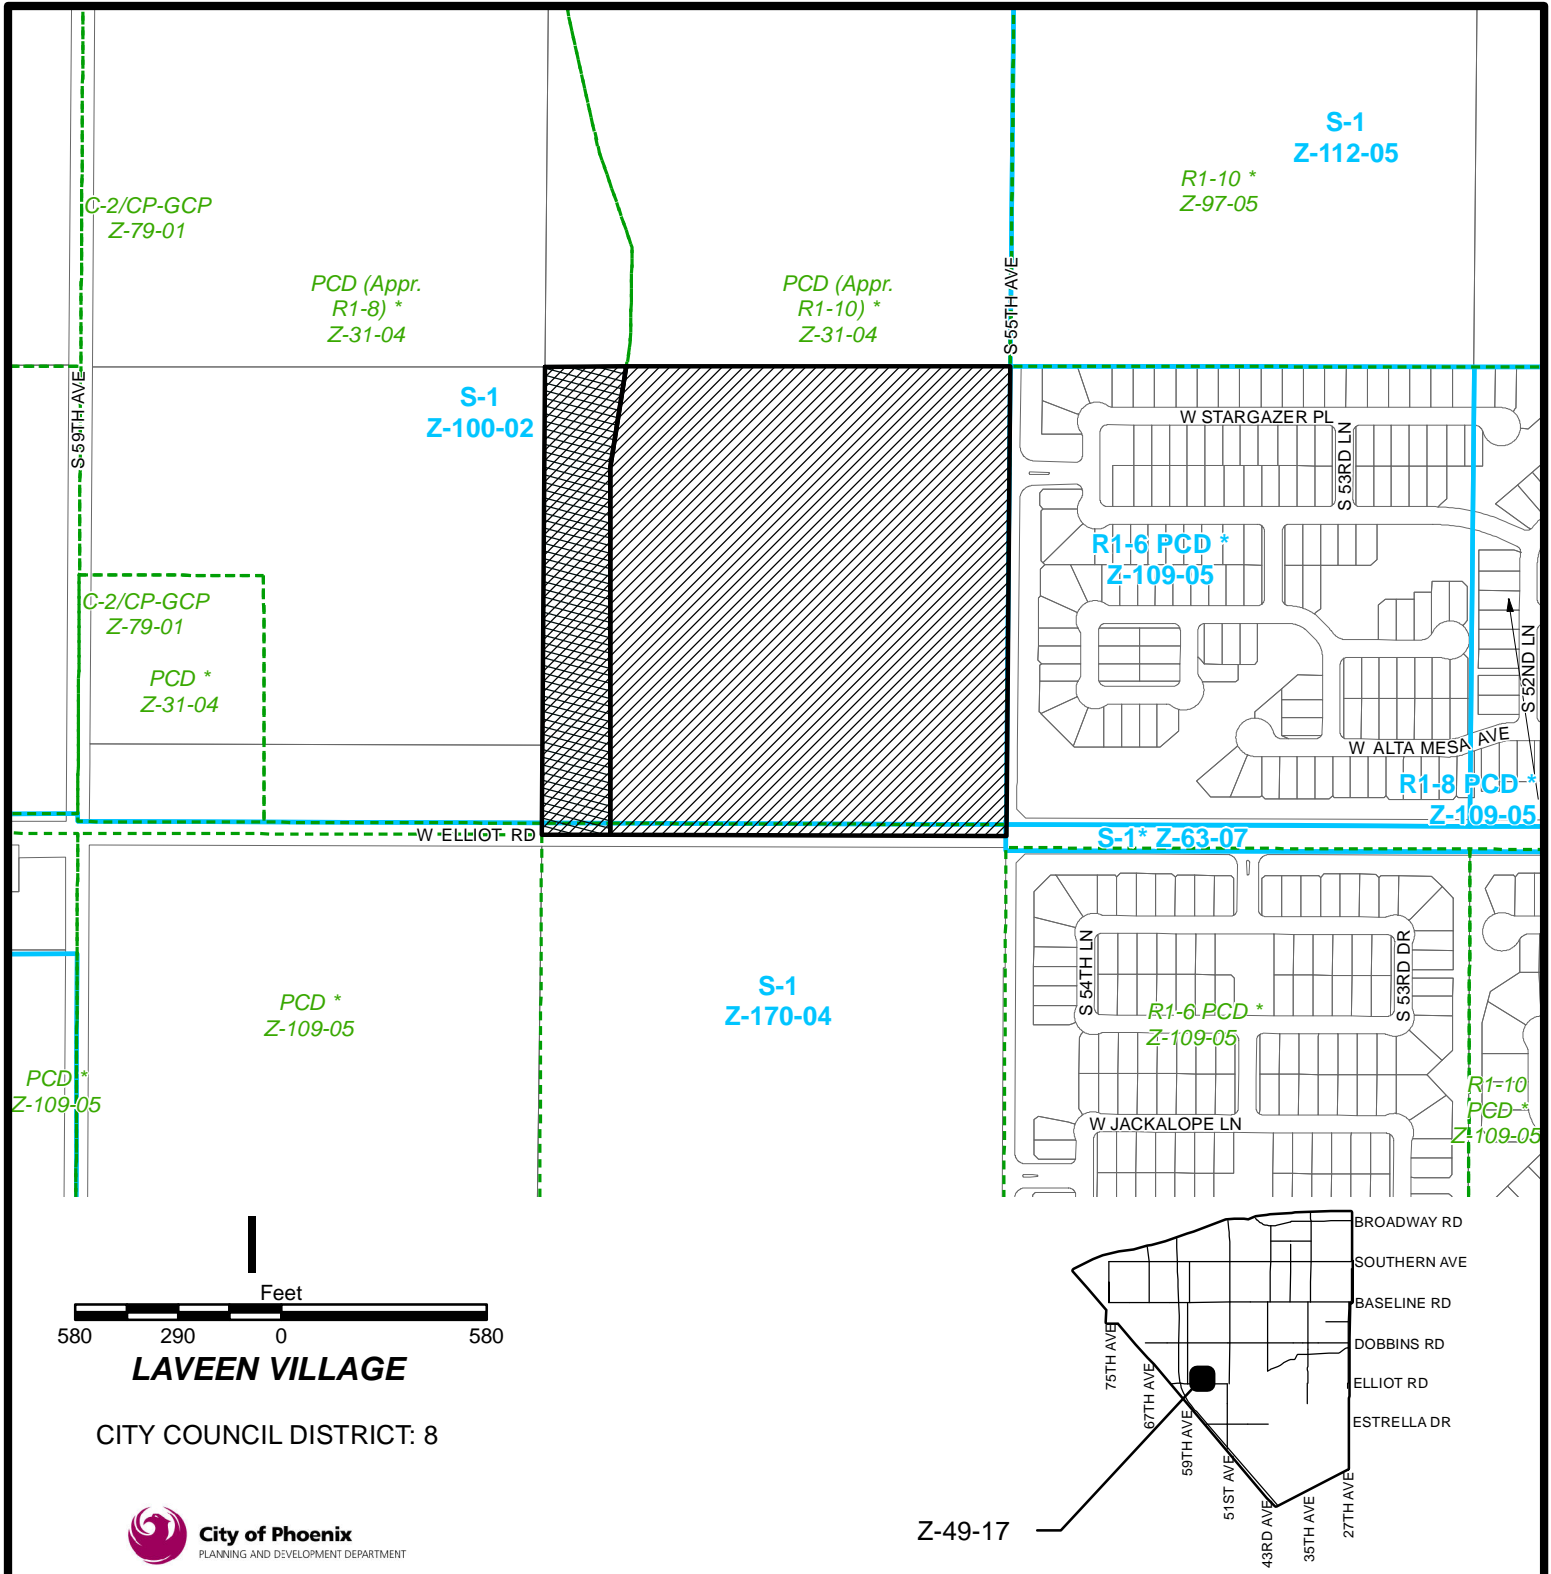 S-1
Z-112-05
R1-10 *
Z-97-05
C-2/CP-GCP
Z-79-01
PCD (Appr.
R1-8) *
Z-31-04
PCD (Appr.
R1-10) *
Z-31-04
S 55TH AVE
S 59TH AVE
S-1
Z-100-02
W STARGAZER PL
S 53RD LN
R1-6 PCD *
Z-109-05
C-2/CP-GCP
Z-79-01
PCD *
Z-31-04
S 52ND LN
W ALTA MESA AVE
R1-8 PCD *
Z-109-05
W ELLIOT RD
S-1* Z-63-07
S 54TH LN
S 53RD DR
S-1
Z-170-04
PCD *
Z-109-05
R1-6 PCD *
Z-109-05
PCD *
Z-109-05
R1-10
PCD *
Z-109-05
W JACKALOPE LN
Feet
580 290 0 580
LAVEEN VILLAGE
CITY COUNCIL DISTRICT: 8
City of Phoenix
PLANNING AND DEVELOPMENT DEPARTMENT
BROADWAY RD
SOUTHERN AVE
BASELINE RD
DOBBINS RD
ELLIOT RD
ESTRELLA DR
75TH AVE
67TH AVE
59TH AVE
51ST AVE
43RD AVE
35TH AVE
27TH AVE
Z-49-17